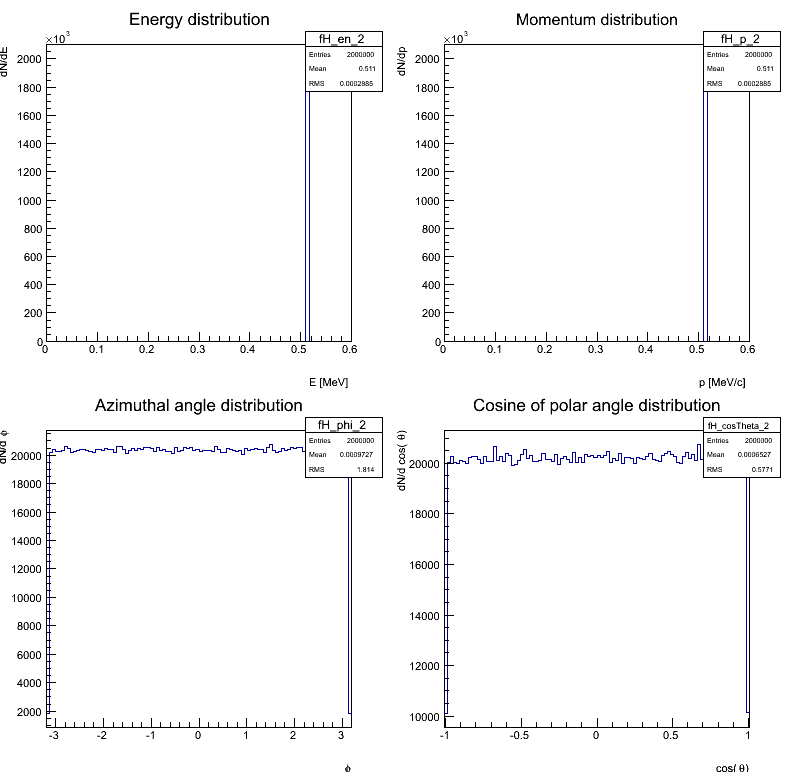 Energy distribution
×10³
dN/dE
fH_en_2
Entries 2000000
Mean 0.511
RMS 0.0002885
2000
1800
1600
1400
1200
1000
800
600
400
200
0
0 0.1 0.2 0.3 0.4 0.5 0.6
E [MeV]
Momentum distribution
×10³
dN/dp
fH_p_2
Entries 2000000
Mean 0.511
RMS 0.0002885
2000
1800
1600
1400
1200
1000
800
600
400
200
0
0 0.1 0.2 0.3 0.4 0.5 0.6
p [MeV/c]
Azimuthal angle distribution
dN/d ϕ
fH_phi_2
Entries 2000000
Mean 0.0009727
RMS 1.814
20000
18000
16000
14000
12000
10000
8000
6000
4000
2000
-3 -2 -1 0 1 2 3
ϕ
Cosine of polar angle distribution
dN/d cos( θ)
fH_cosTheta_2
Entries 2000000
Mean 0.0006527
RMS 0.5771
20000
18000
16000
14000
12000
10000
-1 -0.5 0 0.5 1
cos( θ)